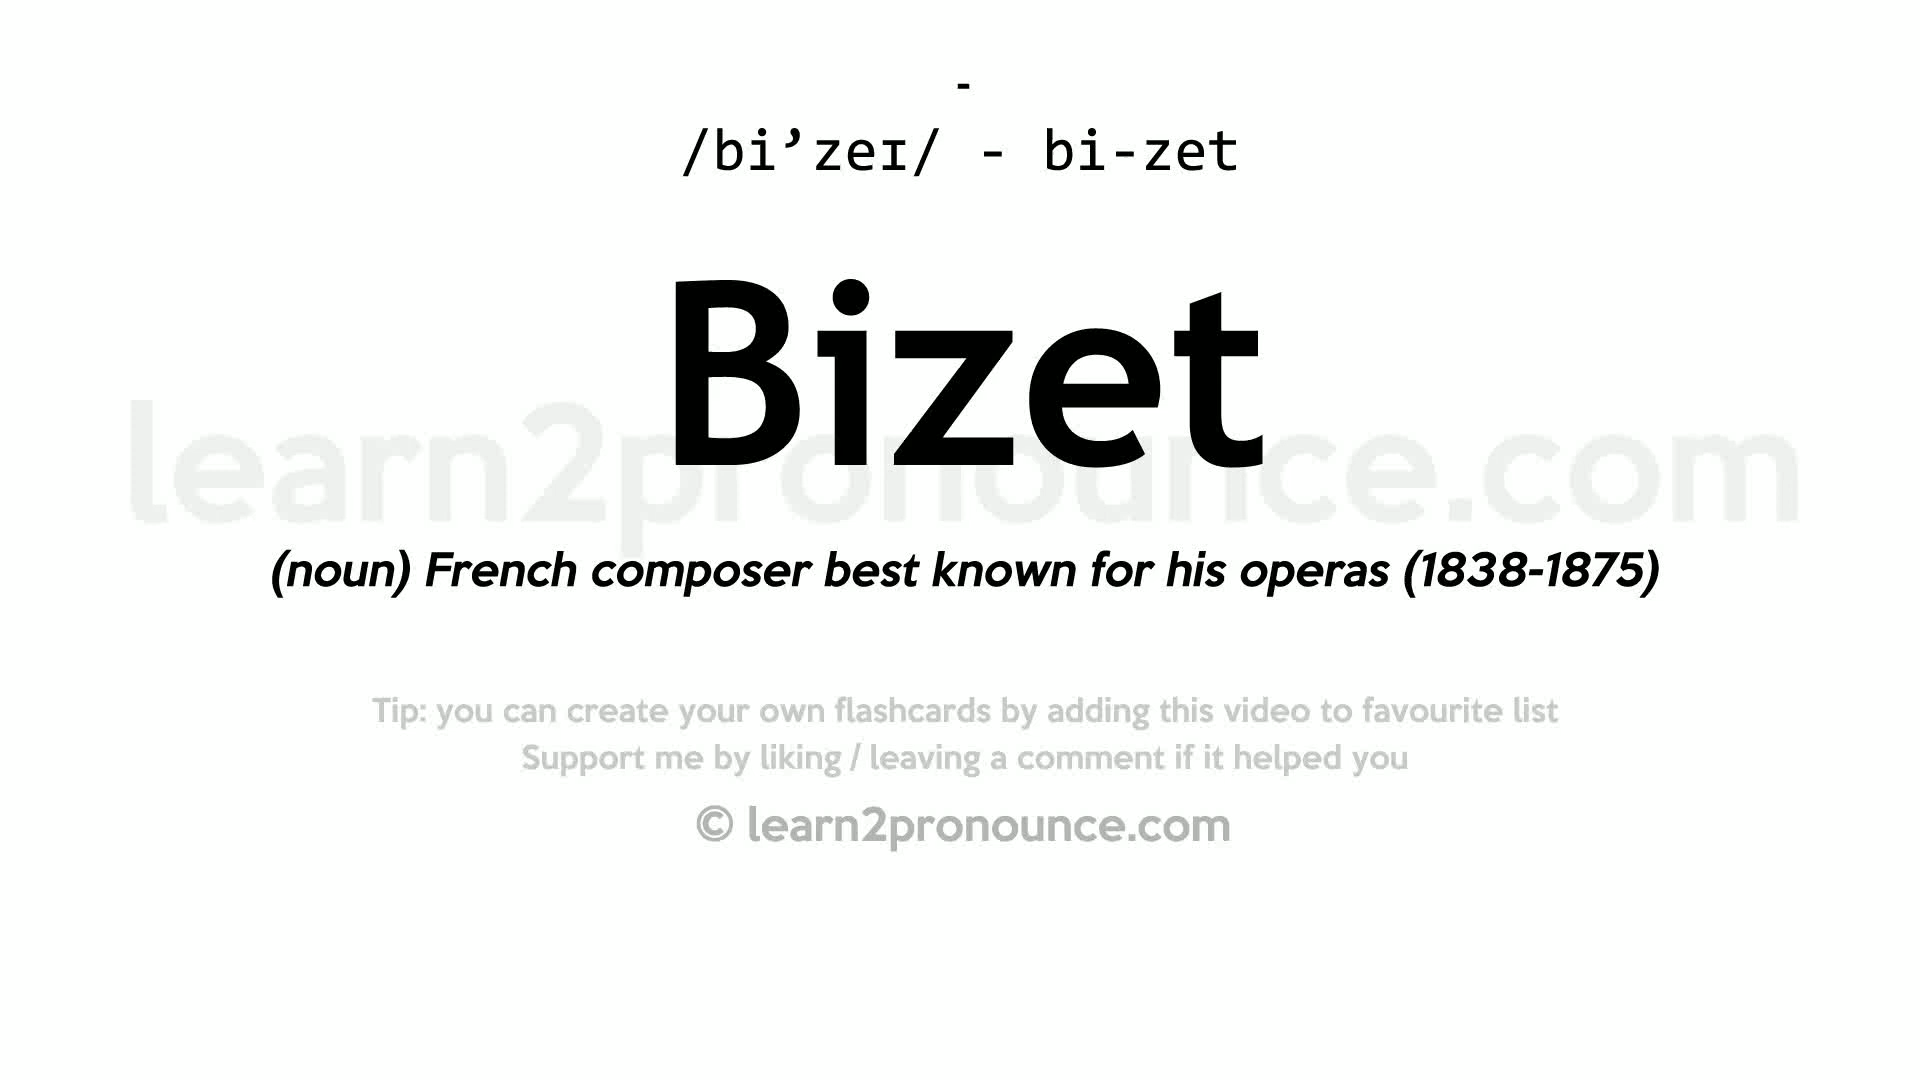 -
/bi’zeɪ/ - bi-zet
Bizet
learn2pronounce.com
(noun) French composer best known for his operas (1838-1875)
Tip: you can create your own flashcards by adding this video to favourite list
Support me by liking / leaving a comment if it helped you
© learn2pronounce.com